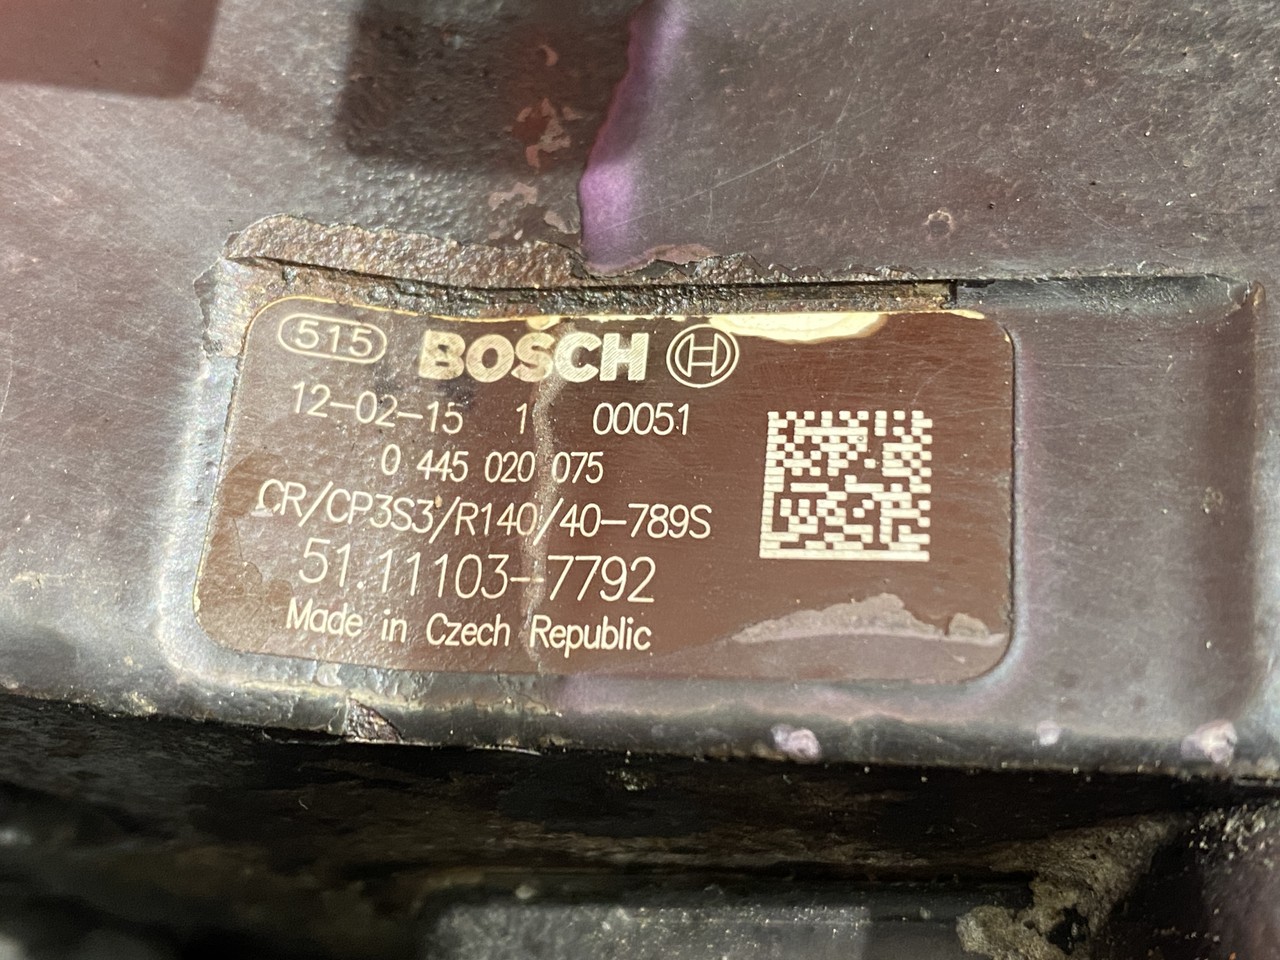 515 BOSCH
12-02-15 1 00051
0 445 020 075
CR/CP3S3/R140/40-789S
51.11103-7792
Made in Czech Republic